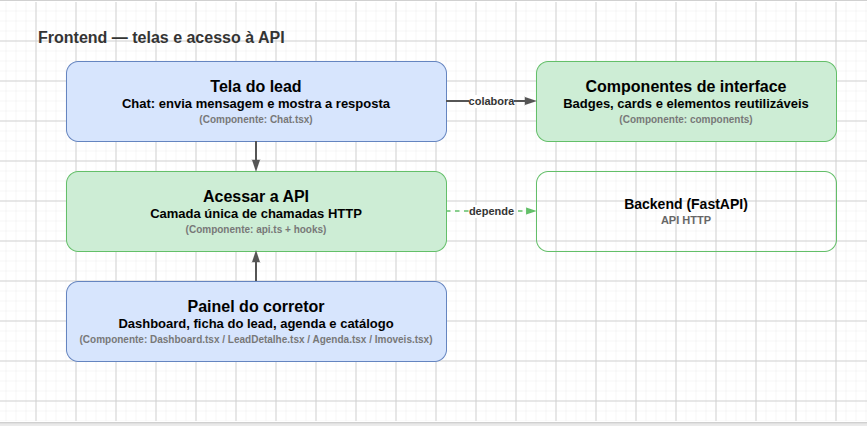 Frontend — telas e acesso à API
Tela do lead
Chat: envia mensagem e mostra a resposta
(Componente: Chat.tsx)
colabora
Componentes de interface
Badges, cards e elementos reutilizáveis
(Componente: components)
Acessar a API
Camada única de chamadas HTTP
(Componente: api.ts + hooks)
depende
Backend (FastAPI)
API HTTP
Painel do corretor
Dashboard, ficha do lead, agenda e catálogo
(Componente: Dashboard.tsx / LeadDetalhe.tsx / Agenda.tsx / Imoveis.tsx)